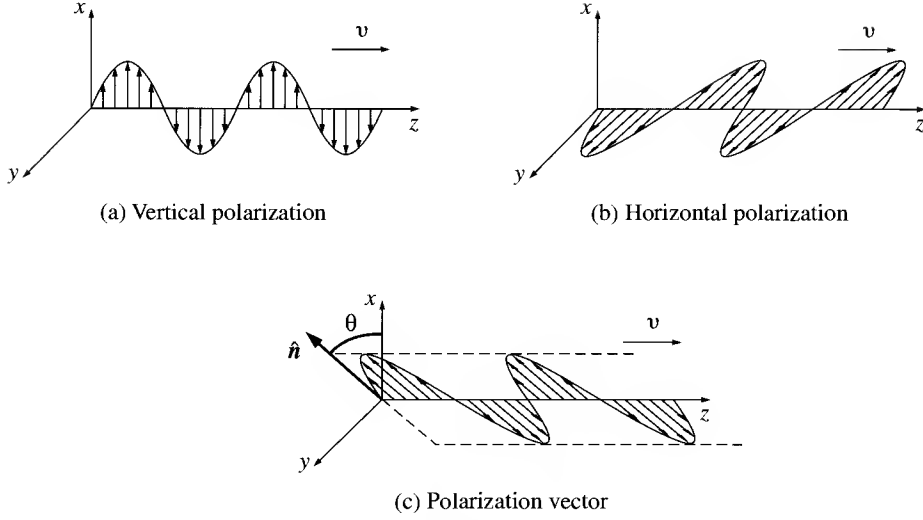 x
v
z
y
(a) Vertical polarization
x
v
z
y
(b) Horizontal polarization
x
θ
n̂
v
z
y
(c) Polarization vector